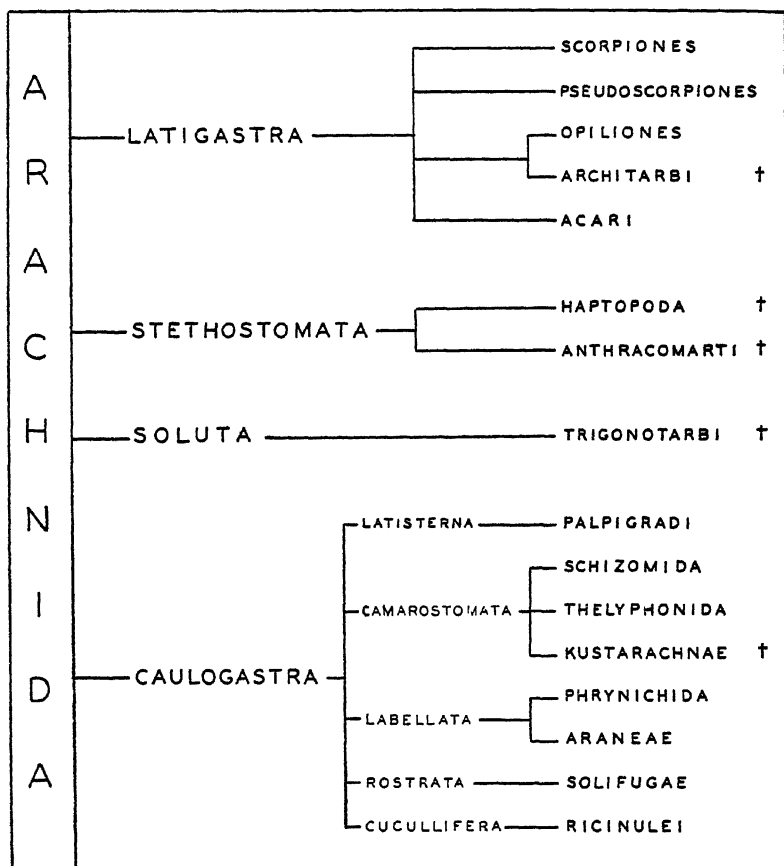 ARACHNIDA
LATIGASTRA
SCORPIONES
PSEUDOSCORPIONES
OPILIONES
ARCHITARBI †
ACARI
STETHOSTOMATA
HAPTOPODA †
ANTHRACOMARTI †
SOLUTA
TRIGONOTARBI †
CAULOGASTRA
LATISTERNA
PALPIGRADI
CAMAROSTOMATA
SCHIZOMIDA
THELYPHONIDA
KUSTARACHNAE †
LABELLATA
PHRYNICHIDA
ARANEAE
ROSTRATA
SOLIFUGAE
CUCULLIFERA
RICINULEI